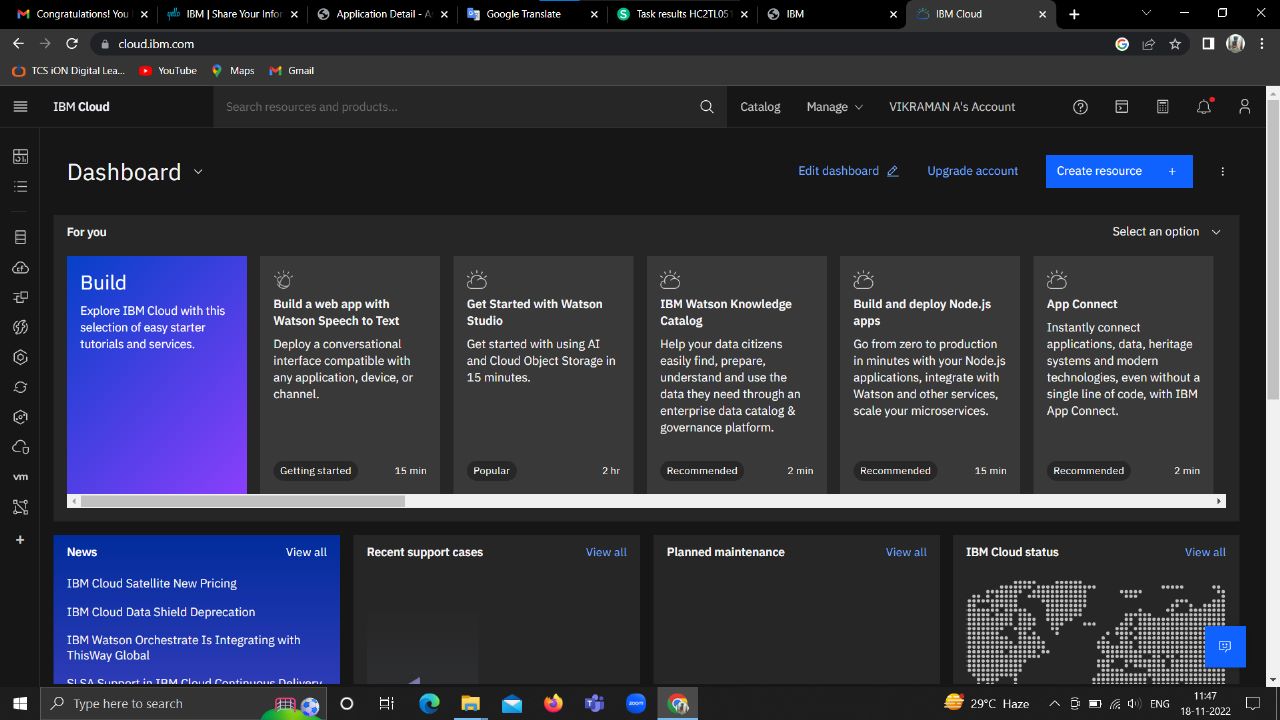 Congratulations! You
IBM | Share Your Infor
Application Detail - A
Google Translate
Task results HC2TL051
IBM
IBM Cloud
cloud.ibm.com
TCS iON Digital Lea...
YouTube
Maps
Gmail
IBM Cloud
Search resources and products...
Catalog
Manage
VIKRAMAN A's Account
Dashboard
Edit dashboard
Upgrade account
Create resource +
For you
Select an option
Build
Explore IBM Cloud with this
selection of easy starter
tutorials and services.
Build a web app with
Watson Speech to Text
Deploy a conversational
interface compatible with
any application, device, or
channel.
Getting started
15 min
Get Started with Watson
Studio
Get started with using AI
and Cloud Object Storage in
15 minutes.
Popular
2 hr
IBM Watson Knowledge
Catalog
Help your data citizens
easily find, prepare,
understand and use the
data they need through an
enterprise data catalog &
governance platform.
Recommended
2 min
Build and deploy Node.js
apps
Go from zero to production
in minutes with your Node.js
applications, integrate with
Watson and other services,
scale your microservices.
Recommended
15 min
App Connect
Instantly connect
applications, data, heritage
systems and modern
technologies, even without a
single line of code, with IBM
App Connect.
Recommended
2 min
vm
News
View all
IBM Cloud Satellite New Pricing
IBM Cloud Data Shield Deprecation
IBM Watson Orchestrate Is Integrating with
ThisWay Global
SLSA Support in IBM Cloud Continuous Delivery
Recent support cases
View all
Planned maintenance
View all
IBM Cloud status
View all
Type here to search
zoom
29°C Haze
11:47
18-11-2022